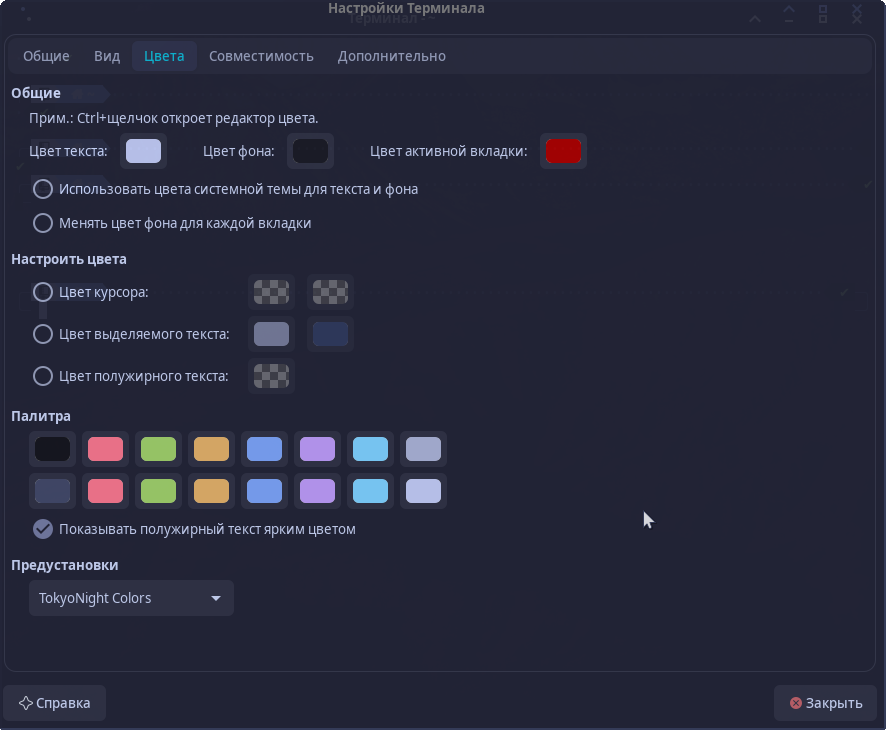 Настройки Терминала
Терминал - ~
Общие Вид Цвета Совместимость Дополнительно
Общие
Прим.: Ctrl+щелчок откроет редактор цвета.
Цвет текста: Цвет фона: Цвет активной вкладки:
Использовать цвета системной темы для текста и фона
Менять цвет фона для каждой вкладки
Настроить цвета
Цвет курсора:
Цвет выделяемого текста:
Цвет полужирного текста:
Палитра
Показывать полужирный текст ярким цветом
Предустановки
TokyoNight Colors
Справка Закрыть